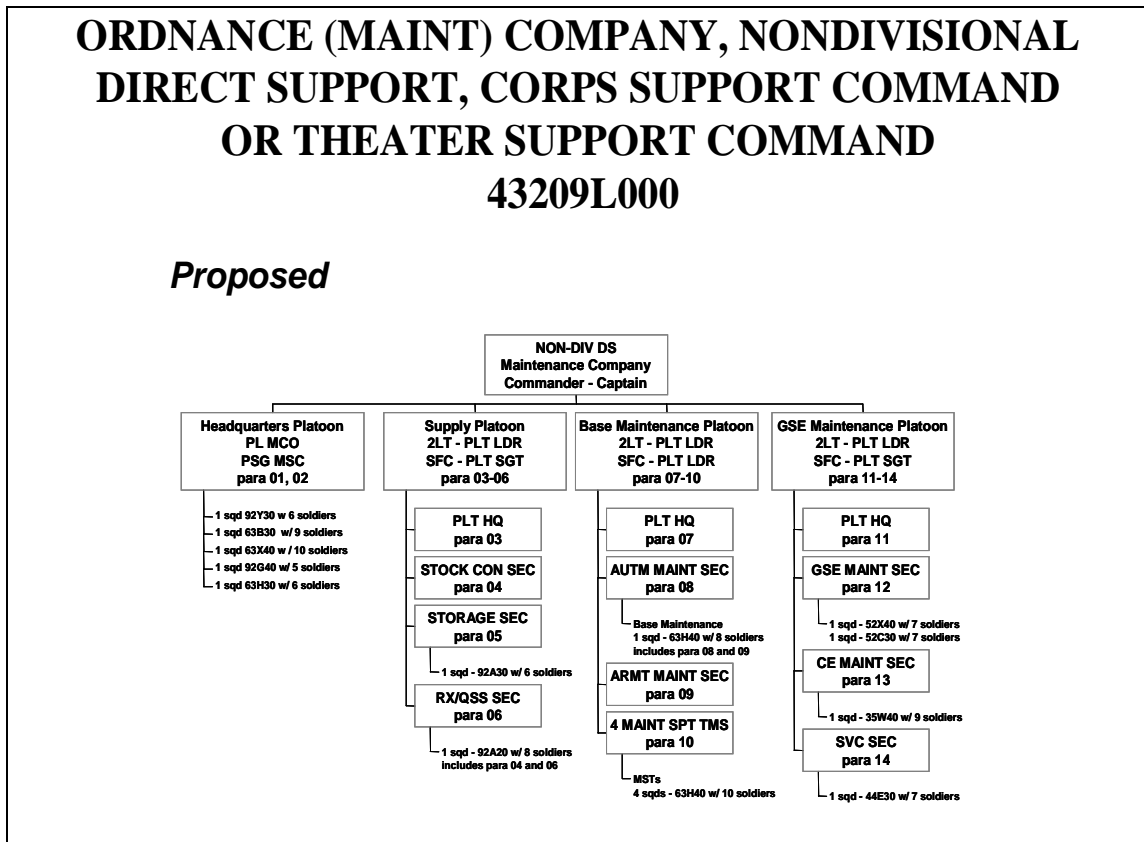 ORDNANCE (MAINT) COMPANY, NONDIVISIONAL
DIRECT SUPPORT, CORPS SUPPORT COMMAND
OR THEATER SUPPORT COMMAND
43209L000
Proposed
NON-DIV DS
Maintenance Company
Commander - Captain
Headquarters Platoon
PL MCO
PSG MSC
para 01, 02
1 sqd 92Y30 w 6 soldiers
1 sqd 63B30 w/ 9 soldiers
1 sqd 63X40 w / 10 soldiers
1 sqd 92G40 w/ 5 soldiers
1 sqd 63H30 w/ 6 soldiers
Supply Platoon
2LT - PLT LDR
SFC - PLT SGT
para 03-06
PLT HQ
para 03
STOCK CON SEC
para 04
STORAGE SEC
para 05
1 sqd - 92A30 w/ 6 soldiers
RX/QSS SEC
para 06
1 sqd - 92A20 w/ 8 soldiers
includes para 04 and 06
Base Maintenance Platoon
2LT - PLT LDR
SFC - PLT LDR
para 07-10
PLT HQ
para 07
AUTM MAINT SEC
para 08
Base Maintenance
1 sqd - 63H40 w/ 8 soldiers
includes para 08 and 09
ARMT MAINT SEC
para 09
4 MAINT SPT TMS
para 10
MSTs
4 sqds - 63H40 w/ 10 soldiers
GSE Maintenance Platoon
2LT - PLT LDR
SFC - PLT SGT
para 11-14
PLT HQ
para 11
GSE MAINT SEC
para 12
1 sqd - 52X40 w/ 7 soldiers
1 sqd - 52C30 w/ 7 soldiers
CE MAINT SEC
para 13
1 sqd - 35W40 w/ 9 soldiers
SVC SEC
para 14
1 sqd - 44E30 w/ 7 soldiers